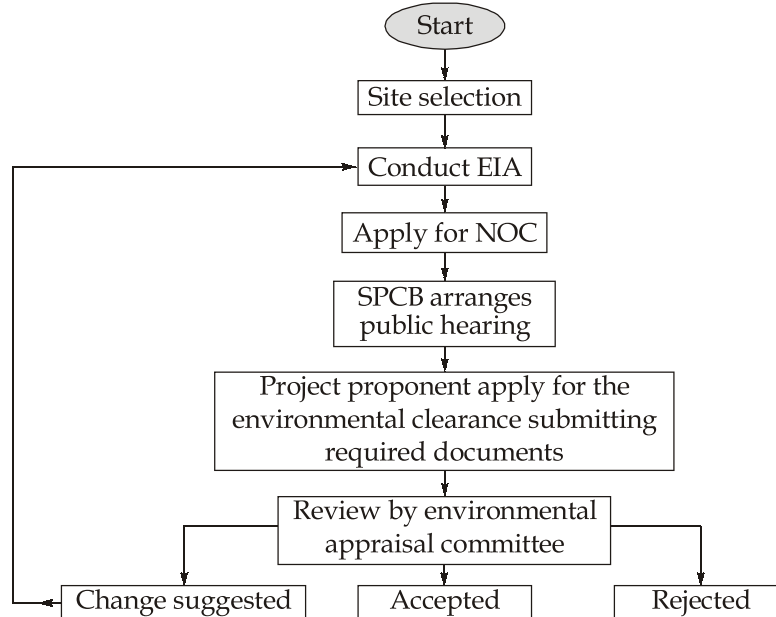 Start
Site selection
Conduct EIA
Apply for NOC
SPCB arranges
public hearing
Project proponent apply for the
environmental clearance submitting
required documents
Review by environmental
appraisal committee
Change suggested
Accepted
Rejected